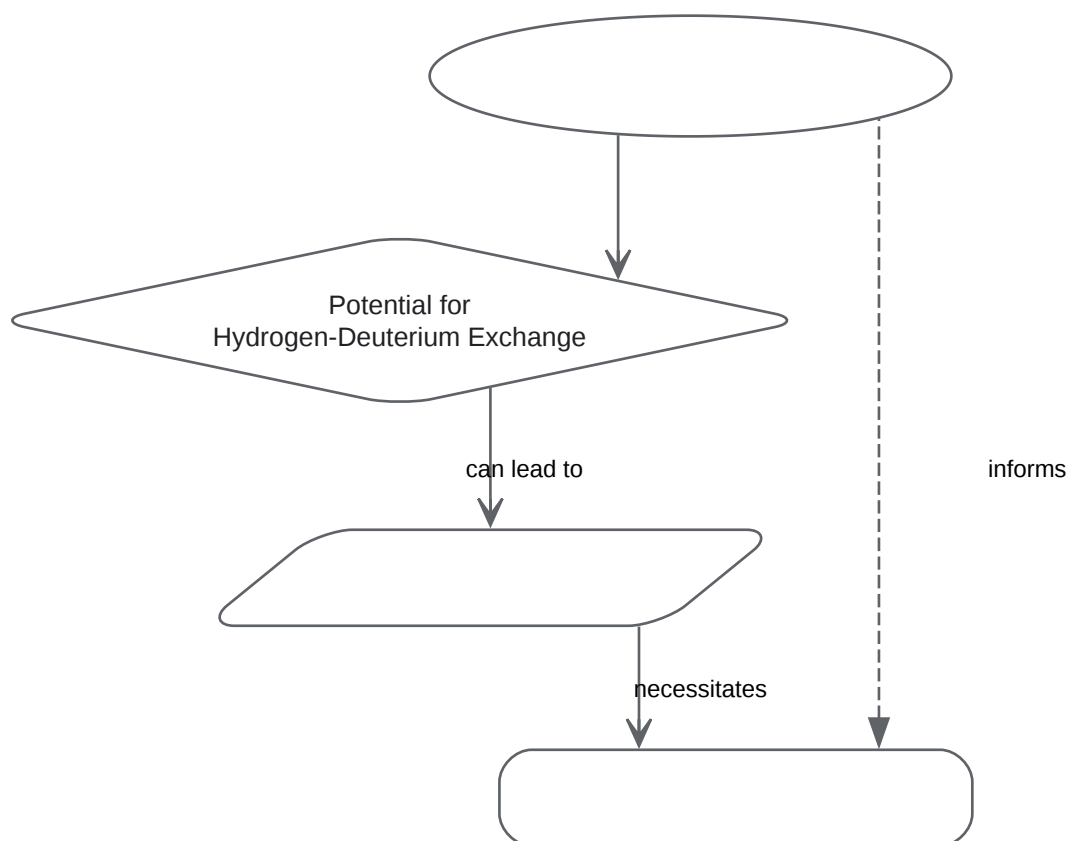 Potential for
Hydrogen-Deuterium Exchange
can lead to
informs
necessitates